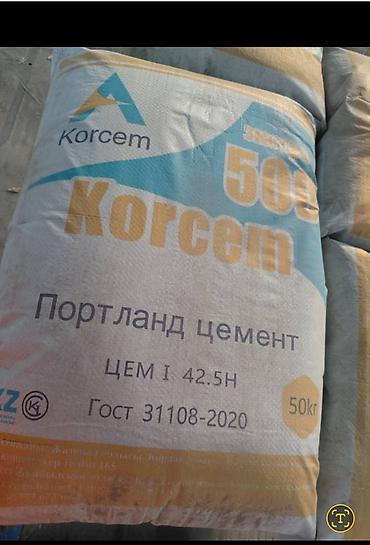 Korcem
500
Korcem
Портланд цемент
ЦЕМ I 42.5Н
KZ
Гост 31108-2020
50кг